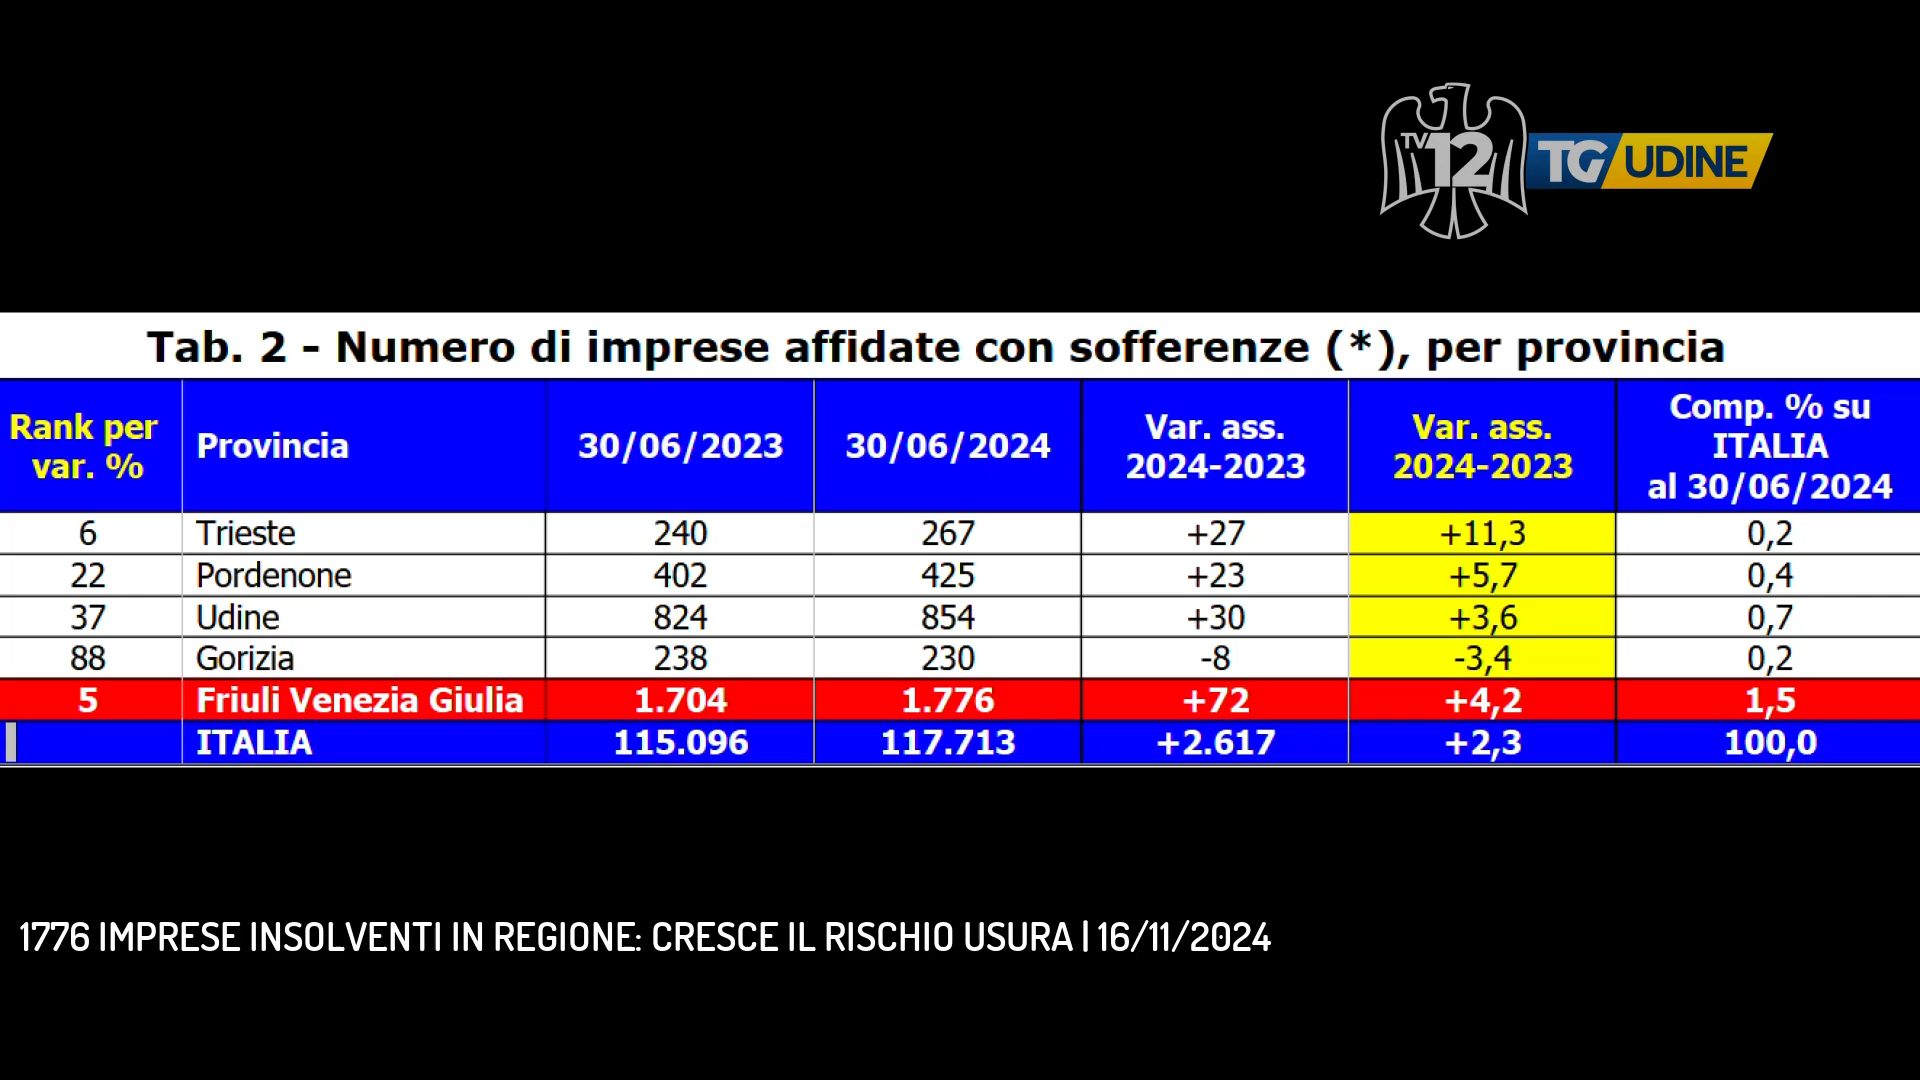 TV12 TG UDINE
Tab. 2 - Numero di imprese affidate con sofferenze (*), per provincia
Rank per var. % Provincia 30/06/2023 30/06/2024 Var. ass. 2024-2023 Var. ass. 2024-2023 Comp. % su ITALIA al 30/06/2024
6 Trieste 240 267 +27 +11,3 0,2
22 Pordenone 402 425 +23 +5,7 0,4
37 Udine 824 854 +30 +3,6 0,7
88 Gorizia 238 230 -8 -3,4 0,2
5 Friuli Venezia Giulia 1.704 1.776 +72 +4,2 1,5
ITALIA 115.096 117.713 +2.617 +2,3 100,0
1776 IMPRESE INSOLVENTI IN REGIONE: CRESCE IL RISCHIO USURA | 16/11/2024